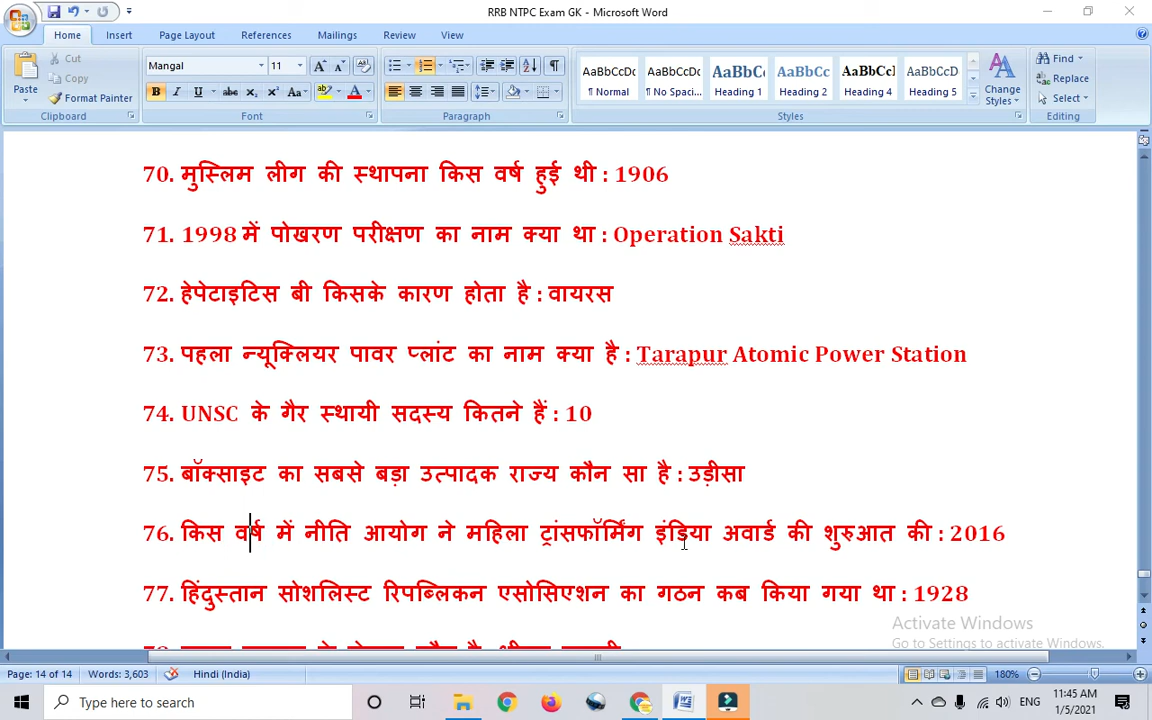 RRB NTPC Exam GK - Microsoft Word
Home Insert Page Layout References Mailings Review View
Paste Cut Copy Format Painter
Clipboard
Mangal 11
Font
Paragraph
AaBbCcDc AaBbCcDc AaBbC AaBbCc AaBbC AaBbCcD
¶ Normal ¶ No Spaci... Heading 1 Heading 2 Heading 4 Heading 5
Change Styles
Styles
Find Replace Select
Editing
70. मुस्लिम लीग की स्थापना किस वर्ष हुई थी : 1906
71. 1998 में पोखरण परीक्षण का नाम क्या था : Operation Sakti
72. हेपेटाइटिस बी किसके कारण होता है : वायरस
73. पहला न्यूक्लियर पावर प्लांट का नाम क्या है : Tarapur Atomic Power Station
74. UNSC के गैर स्थायी सदस्य कितने हैं : 10
75. बॉक्साइट का सबसे बड़ा उत्पादक राज्य कौन सा है : उड़ीसा
76. किस वर्ष में नीति आयोग ने महिला ट्रांसफॉर्मिंग इंडिया अवार्ड की शुरुआत की : 2016
77. हिंदुस्तान सोशलिस्ट रिपब्लिकन एसोसिएशन का गठन कब किया गया था : 1928
Activate Windows
Go to Settings to activate Windows.
Page: 14 of 14 Words: 3,603 Hindi (India) 180%
Type here to search
ENG
11:45 AM
1/5/2021